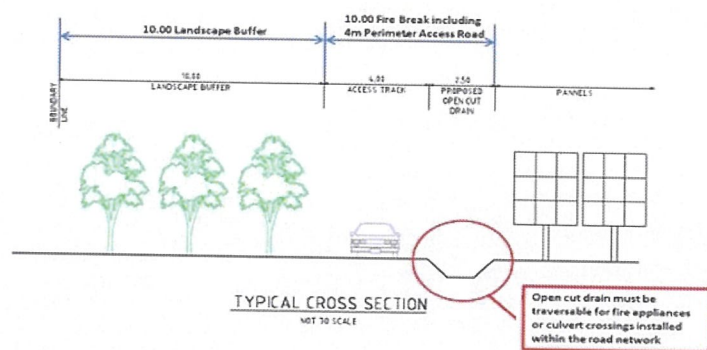 10.00 Landscape Buffer
10.00 Fire Break including
4m Perimeter Access Road
10.00
LANDSCAPE BUFFER
4.00
ACCESS TRACK
2.50
PROPOSED
OPEN CUT
DRAIN
PANNELS
BOUNDARY
LINE
TYPICAL CROSS SECTION
NOT TO SCALE
Open cut drain must be
traversable for fire appliances
or culvert crossings installed
within the road network